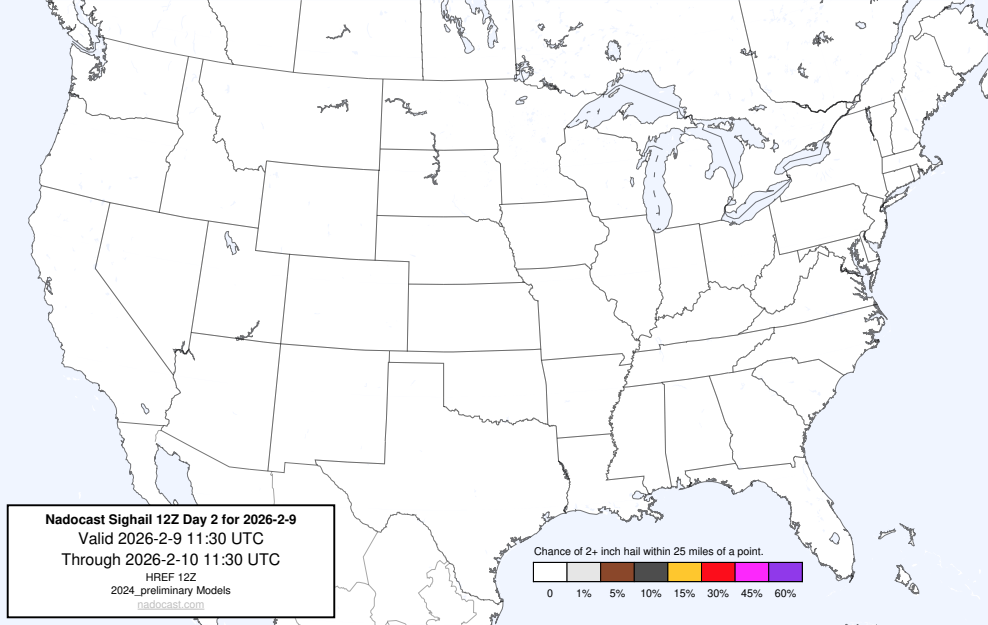 Nadocast Sighail 12Z Day 2 for 2026-2-9
Valid 2026-2-9 11:30 UTC
Through 2026-2-10 11:30 UTC
HREF 12Z
2024_preliminary Models
nadocast.com
Chance of 2+ inch hail within 25 miles of a point.
0 1% 5% 10% 15% 30% 45% 60%